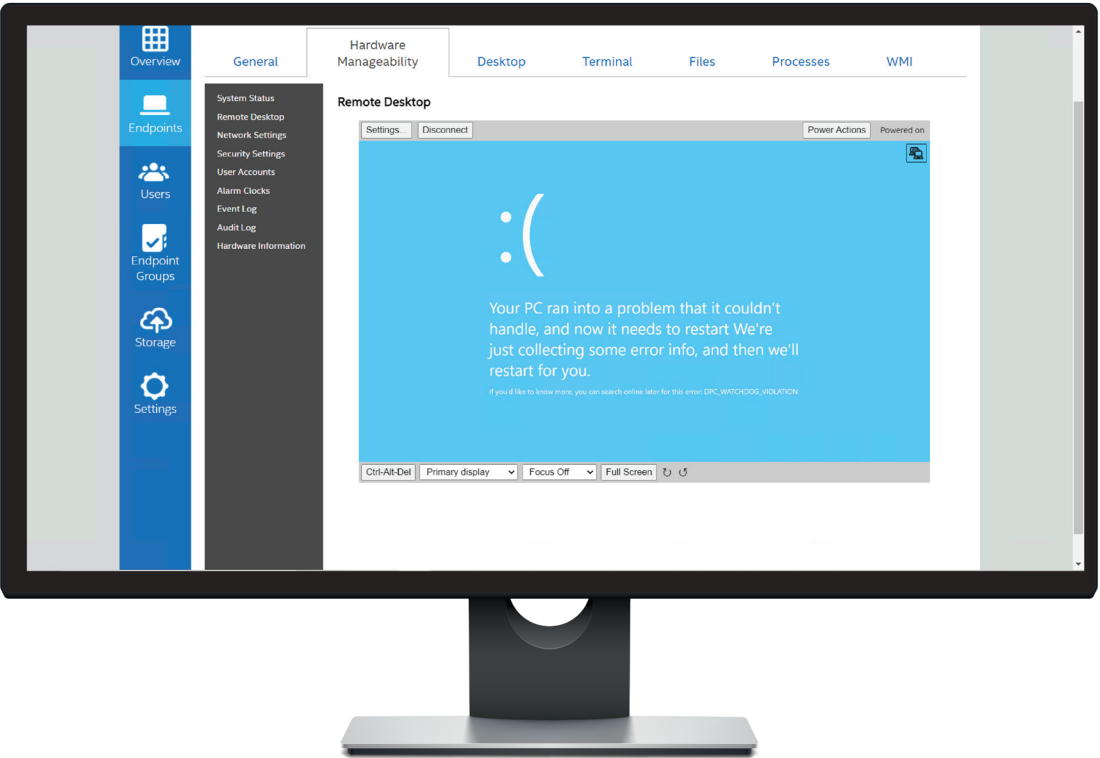 Overview
Endpoints
Users
Endpoint
Groups
Storage
Settings
General
Hardware
Manageability
Desktop
Terminal
Files
Processes
WMI
System Status
Remote Desktop
Network Settings
Security Settings
User Accounts
Alarm Clocks
Event Log
Audit Log
Hardware Information
Remote Desktop
Settings...
Disconnect
Power Actions
Powered on
:(
Your PC ran into a problem that it couldn't
handle, and now it needs to restart We're
just collecting some error info, and then we'll
restart for you.
If you'd like to know more, you can search online later for this error: DPC_WATCHDOG_VIOLATION
Ctrl-Alt-Del
Primary display
Focus Off
Full Screen